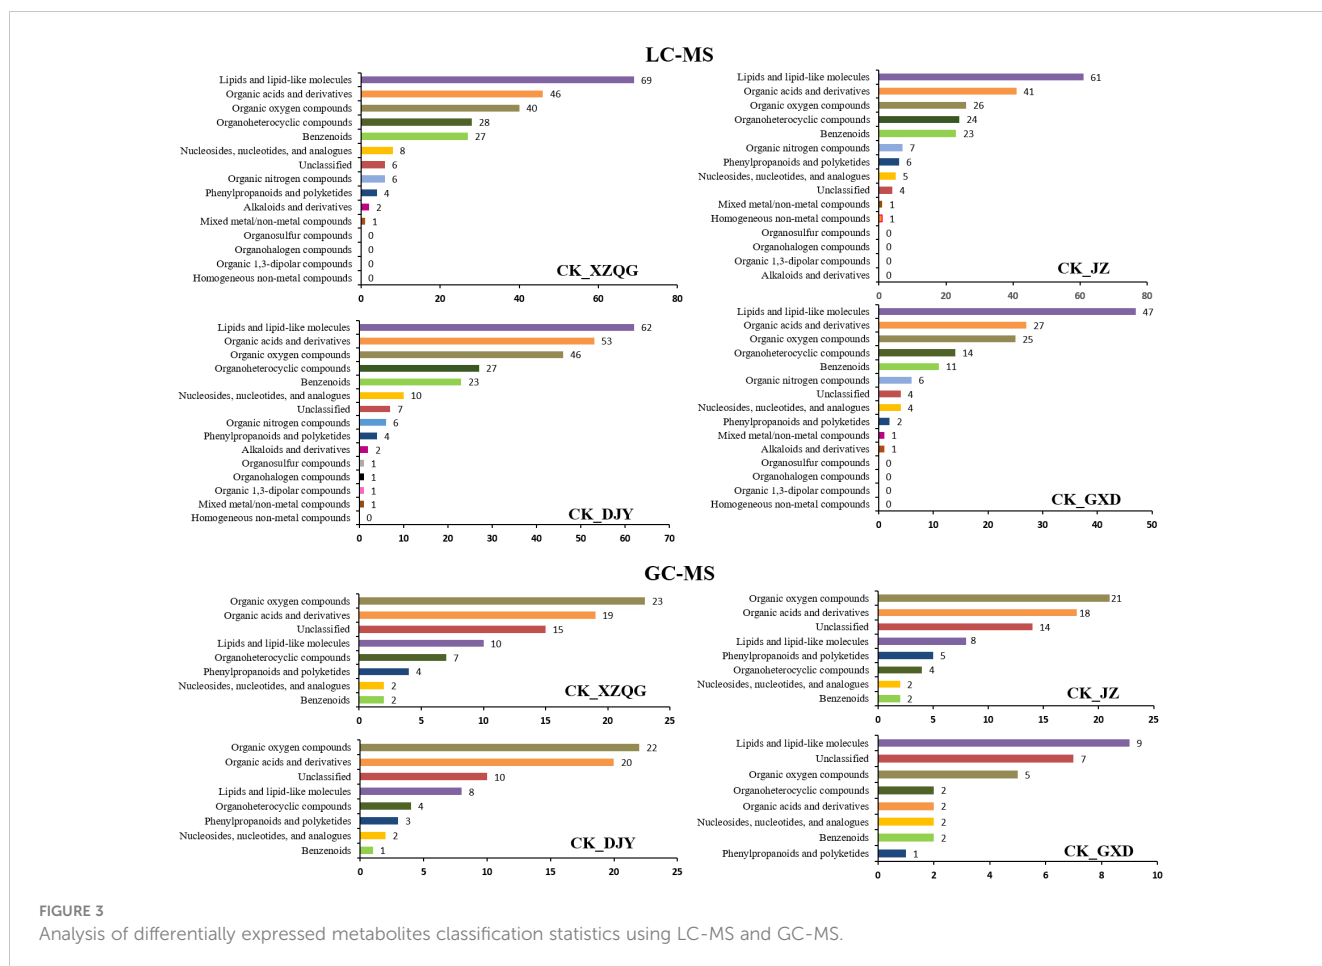 LC-MS
Lipids and lipid-like molecules 69
Organic acids and derivatives 46
Organic oxygen compounds 40
Organoheterocyclic compounds 28
Benzenoids 27
Nucleosides, nucleotides, and analogues 8
Unclassified 6
Organic nitrogen compounds 6
Phenylpropanoids and polyketides 4
Alkaloids and derivatives 2
Mixed metal/non-metal compounds 1
Organosulfur compounds 0
Organohalogen compounds 0
Organic 1,3-dipolar compounds 0
Homogeneous non-metal compounds 0
CK_XZQG
0 20 40 60 80
Lipids and lipid-like molecules 61
Organic acids and derivatives 41
Organic oxygen compounds 26
Organoheterocyclic compounds 24
Benzenoids 23
Organic nitrogen compounds 7
Phenylpropanoids and polyketides 6
Nucleosides, nucleotides, and analogues 5
Unclassified 4
Mixed metal/non-metal compounds 1
Homogeneous non-metal compounds 1
Organosulfur compounds 0
Organohalogen compounds 0
Organic 1,3-dipolar compounds 0
Alkaloids and derivatives 0
CK_JZ
0 20 40 60 80
Lipids and lipid-like molecules 62
Organic acids and derivatives 53
Organic oxygen compounds 46
Organoheterocyclic compounds 27
Benzenoids 23
Nucleosides, nucleotides, and analogues 10
Unclassified 7
Organic nitrogen compounds 6
Phenylpropanoids and polyketides 4
Alkaloids and derivatives 2
Organosulfur compounds 1
Organohalogen compounds 1
Organic 1,3-dipolar compounds 1
Mixed metal/non-metal compounds 1
Homogeneous non-metal compounds 0
CK_DJY
0 10 20 30 40 50 60 70
Lipids and lipid-like molecules 47
Organic acids and derivatives 27
Organic oxygen compounds 25
Organoheterocyclic compounds 14
Benzenoids 11
Organic nitrogen compounds 6
Unclassified 4
Nucleosides, nucleotides, and analogues 4
Phenylpropanoids and polyketides 2
Mixed metal/non-metal compounds 1
Alkaloids and derivatives 1
Organosulfur compounds 0
Organohalogen compounds 0
Organic 1,3-dipolar compounds 0
Homogeneous non-metal compounds 0
CK_GXD
0 10 20 30 40 50
GC-MS
Organic oxygen compounds 23
Organic acids and derivatives 19
Unclassified 15
Lipids and lipid-like molecules 10
Organoheterocyclic compounds 7
Phenylpropanoids and polyketides 4
Nucleosides, nucleotides, and analogues 2
Benzenoids 2
CK_XZQG
0 5 10 15 20 25
Organic oxygen compounds 21
Organic acids and derivatives 18
Unclassified 14
Lipids and lipid-like molecules 8
Phenylpropanoids and polyketides 5
Organoheterocyclic compounds 4
Nucleosides, nucleotides, and analogues 2
Benzenoids 2
CK_JZ
0 5 10 15 20 25
Organic oxygen compounds 22
Organic acids and derivatives 20
Unclassified 10
Lipids and lipid-like molecules 8
Organoheterocyclic compounds 4
Phenylpropanoids and polyketides 3
Nucleosides, nucleotides, and analogues 2
Benzenoids 1
CK_DJY
0 5 10 15 20 25
Lipids and lipid-like molecules 9
Unclassified 7
Organic oxygen compounds 5
Organoheterocyclic compounds 2
Organic acids and derivatives 2
Nucleosides, nucleotides, and analogues 2
Benzenoids 2
Phenylpropanoids and polyketides 1
CK_GXD
0 2 4 6 8 10
FIGURE 3
Analysis of differentially expressed metabolites classification statistics using LC-MS and GC-MS.